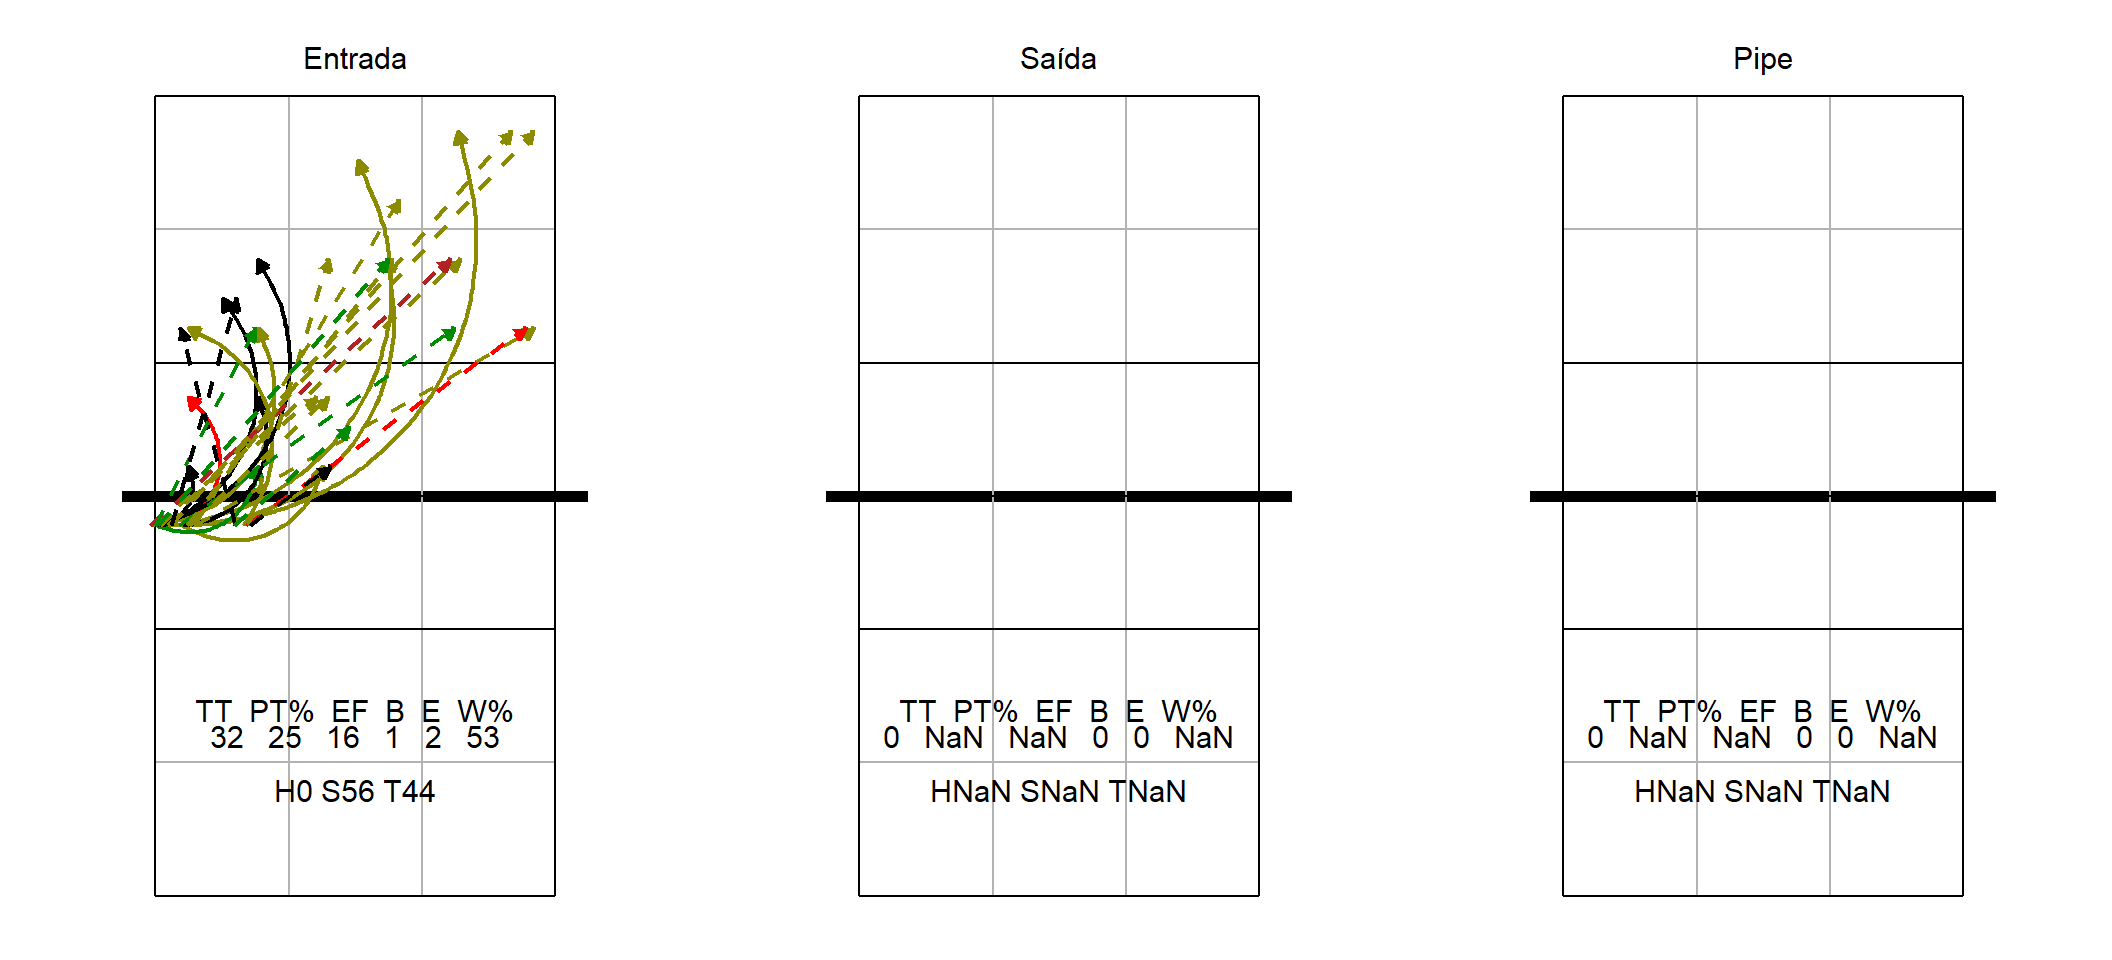 Entrada
TT PT% EF B E W%
32 25 16 1 2 53
H0 S56 T44
Saída
TT PT% EF B E W%
0 NaN NaN 0 0 NaN
HNaN SNaN TNaN
Pipe
TT PT% EF B E W%
0 NaN NaN 0 0 NaN
HNaN SNaN TNaN